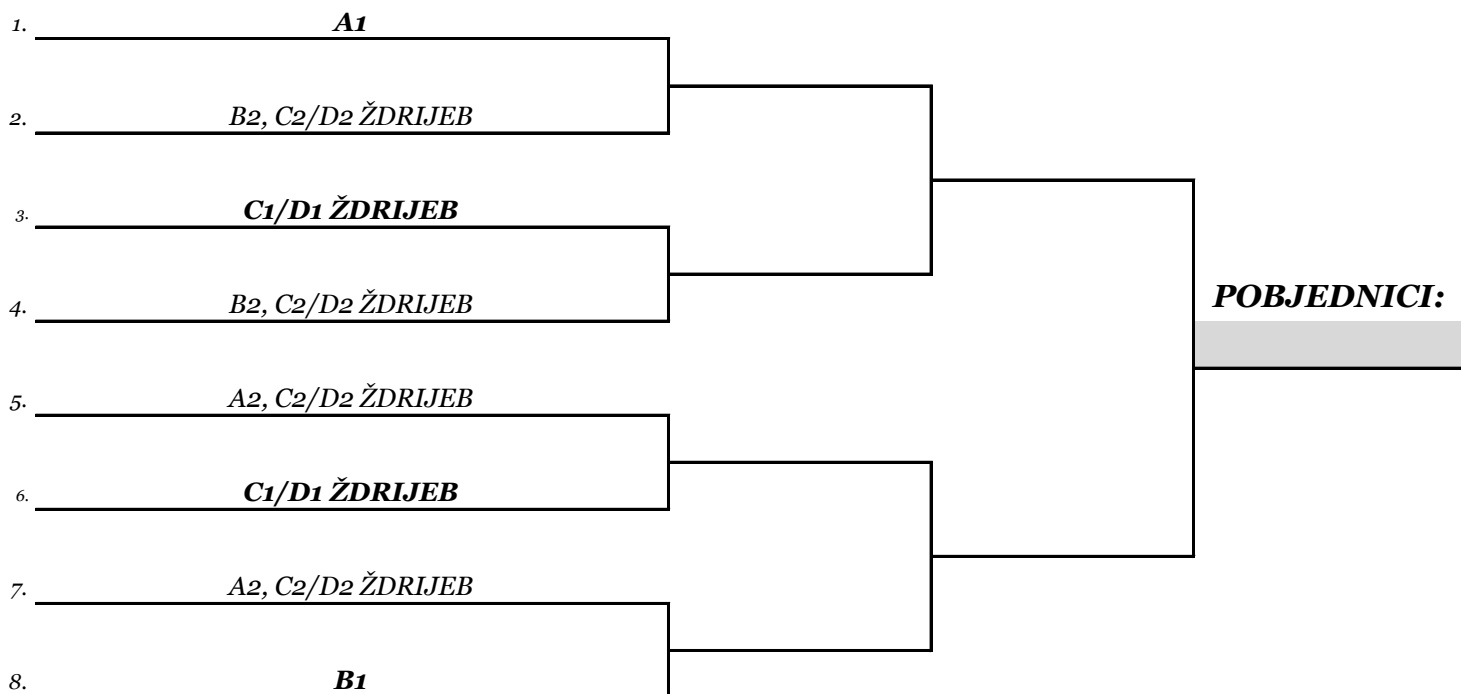 1. A1
2. B2, C2/D2 ŽDRIJEB
3. C1/D1 ŽDRIJEB
4. B2, C2/D2 ŽDRIJEB
POBJEDNICI:
5. A2, C2/D2 ŽDRIJEB
6. C1/D1 ŽDRIJEB
7. A2, C2/D2 ŽDRIJEB
8. B1